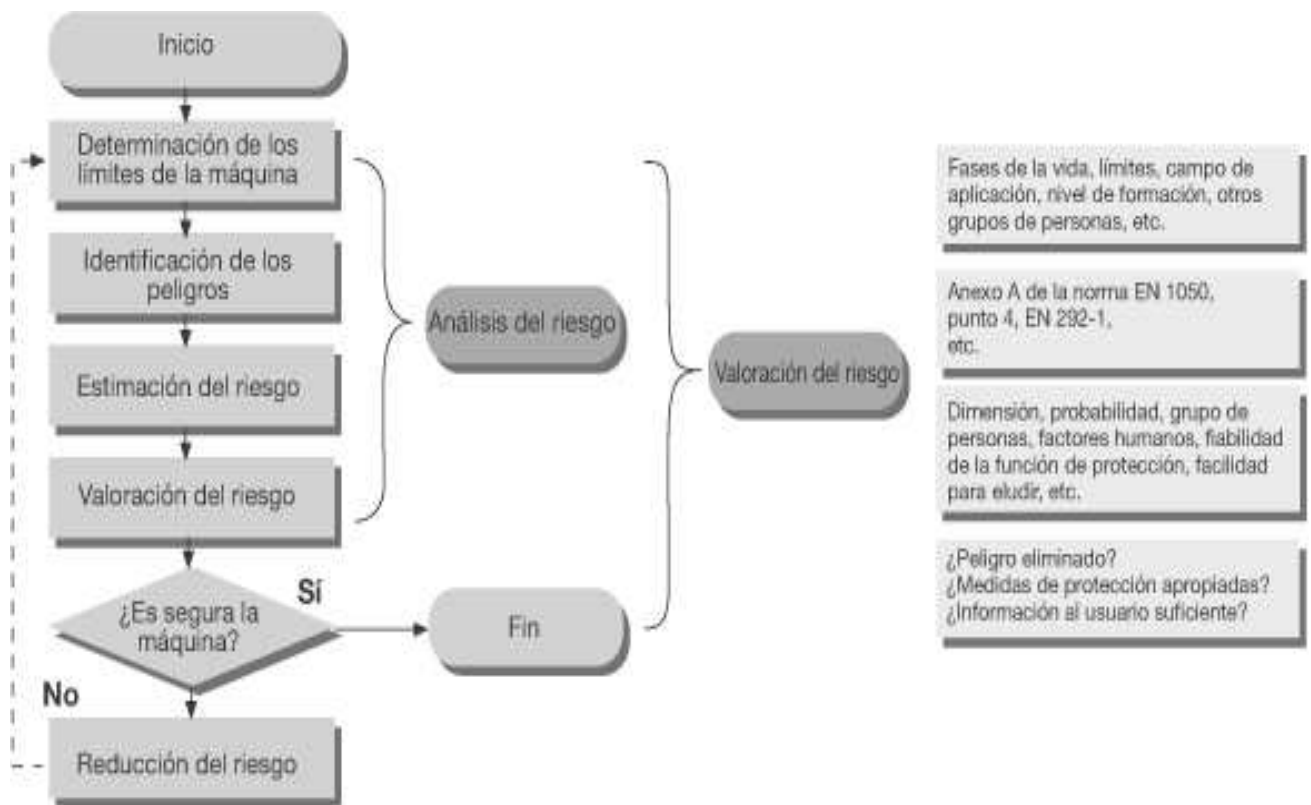 Inicio
Determinación de los
límites de la máquina
Identificación de los
peligros
Estimación del riesgo
Valoración del riesgo
¿Es segura la
máquina?
Sí
No
Reducción del riesgo
Análisis del riesgo
Fin
Valoración del riesgo
Fases de la vida, límites, campo de
aplicación, nivel de formación, otros
grupos de personas, etc.
Anexo A de la norma EN 1050,
punto 4, EN 292-1,
etc.
Dimensión, probabilidad, grupo de
personas, factores humanos, fiabilidad
de la función de protección, facilidad
para eludir, etc.
¿Peligro eliminado?
¿Medidas de protección apropiadas?
¿Información al usuario suficiente?